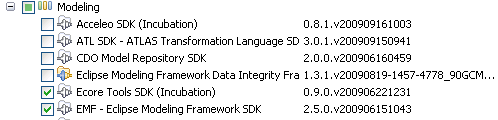 Modeling
Acceleo SDK (Incubation) 0.8.1.v200909161003
ATL SDK - ATLAS Transformation Language SD 3.0.1.v200909150941
CDO Model Repository SDK 2.0.0.v200906160459
Eclipse Modeling Framework Data Integrity Fra 1.3.1.v20090819-1457-4778_90GCM...
Ecore Tools SDK (Incubation) 0.9.0.v200906221231
EMF - Eclipse Modeling Framework SDK 2.5.0.v200906151043